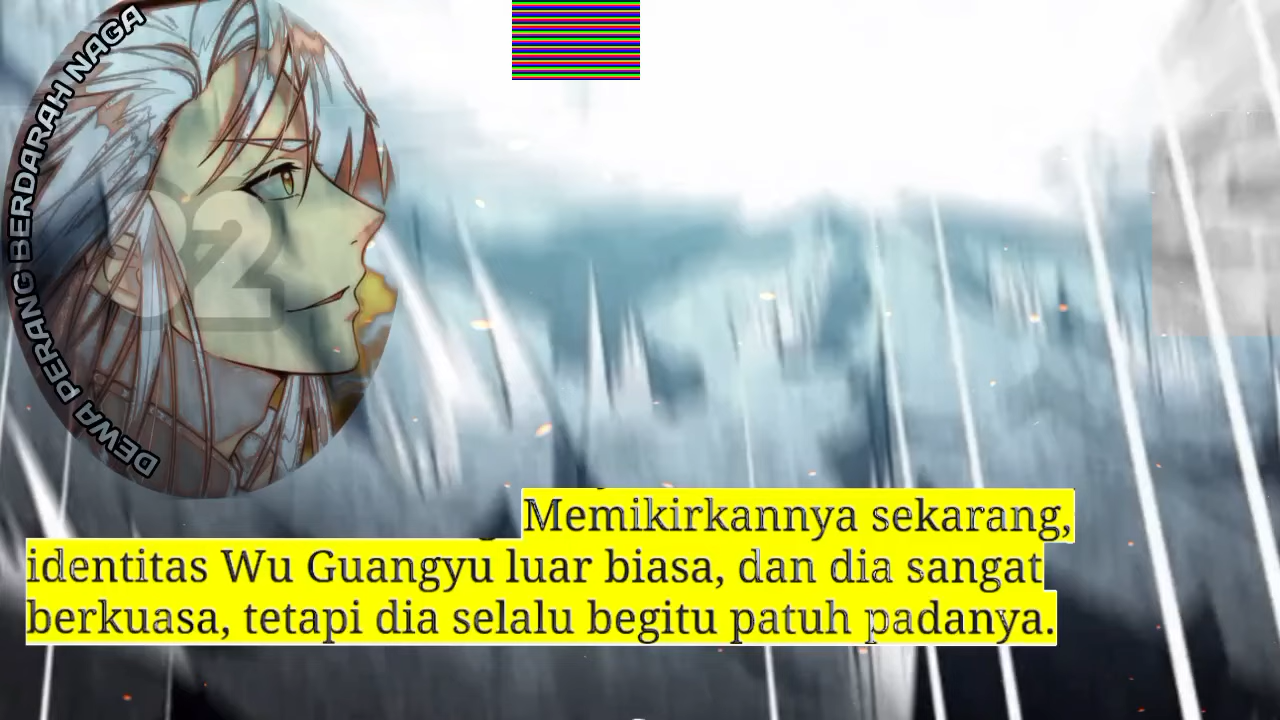 DEWA PERANG BERDARAH NAGA
92
Memikirkannya sekarang,
identitas Wu Guangyu luar biasa, dan dia sangat
berkuasa, tetapi dia selalu begitu patuh padanya.